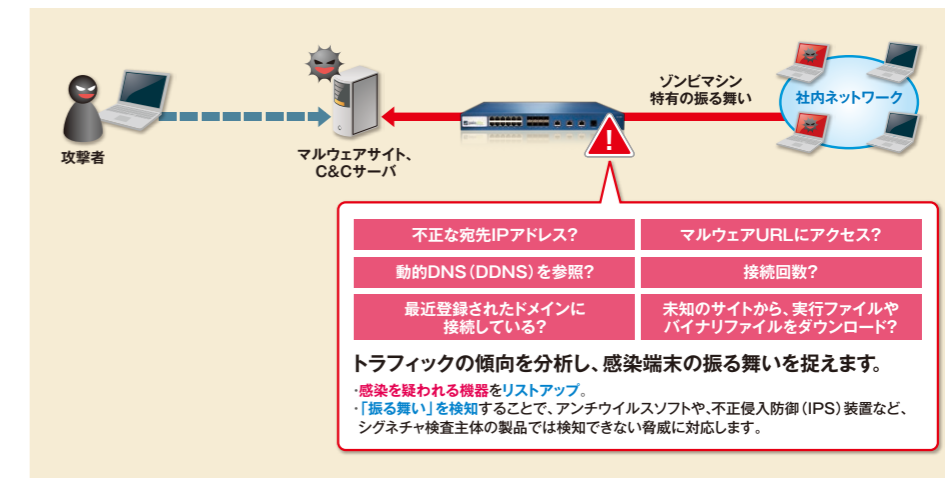 ゾンビマシン
特有の振る舞い
社内ネットワーク
攻撃者
マルウェアサイト、
C&Cサーバ
!
不正な宛先IPアドレス?
マルウェアURLにアクセス?
動的DNS(DDNS)を参照?
接続回数?
最近登録されたドメインに
接続している?
未知のサイトから、実行ファイルや
バイナリファイルをダウンロード?
トラフィックの傾向を分析し、感染端末の振る舞いを捉えます。
・感染を疑われる機器をリストアップ。
・「振る舞い」を検知することで、アンチウイルスソフトや、不正侵入防御(IPS)装置など、
シグネチャ検査主体の製品では検知できない脅威に対応します。